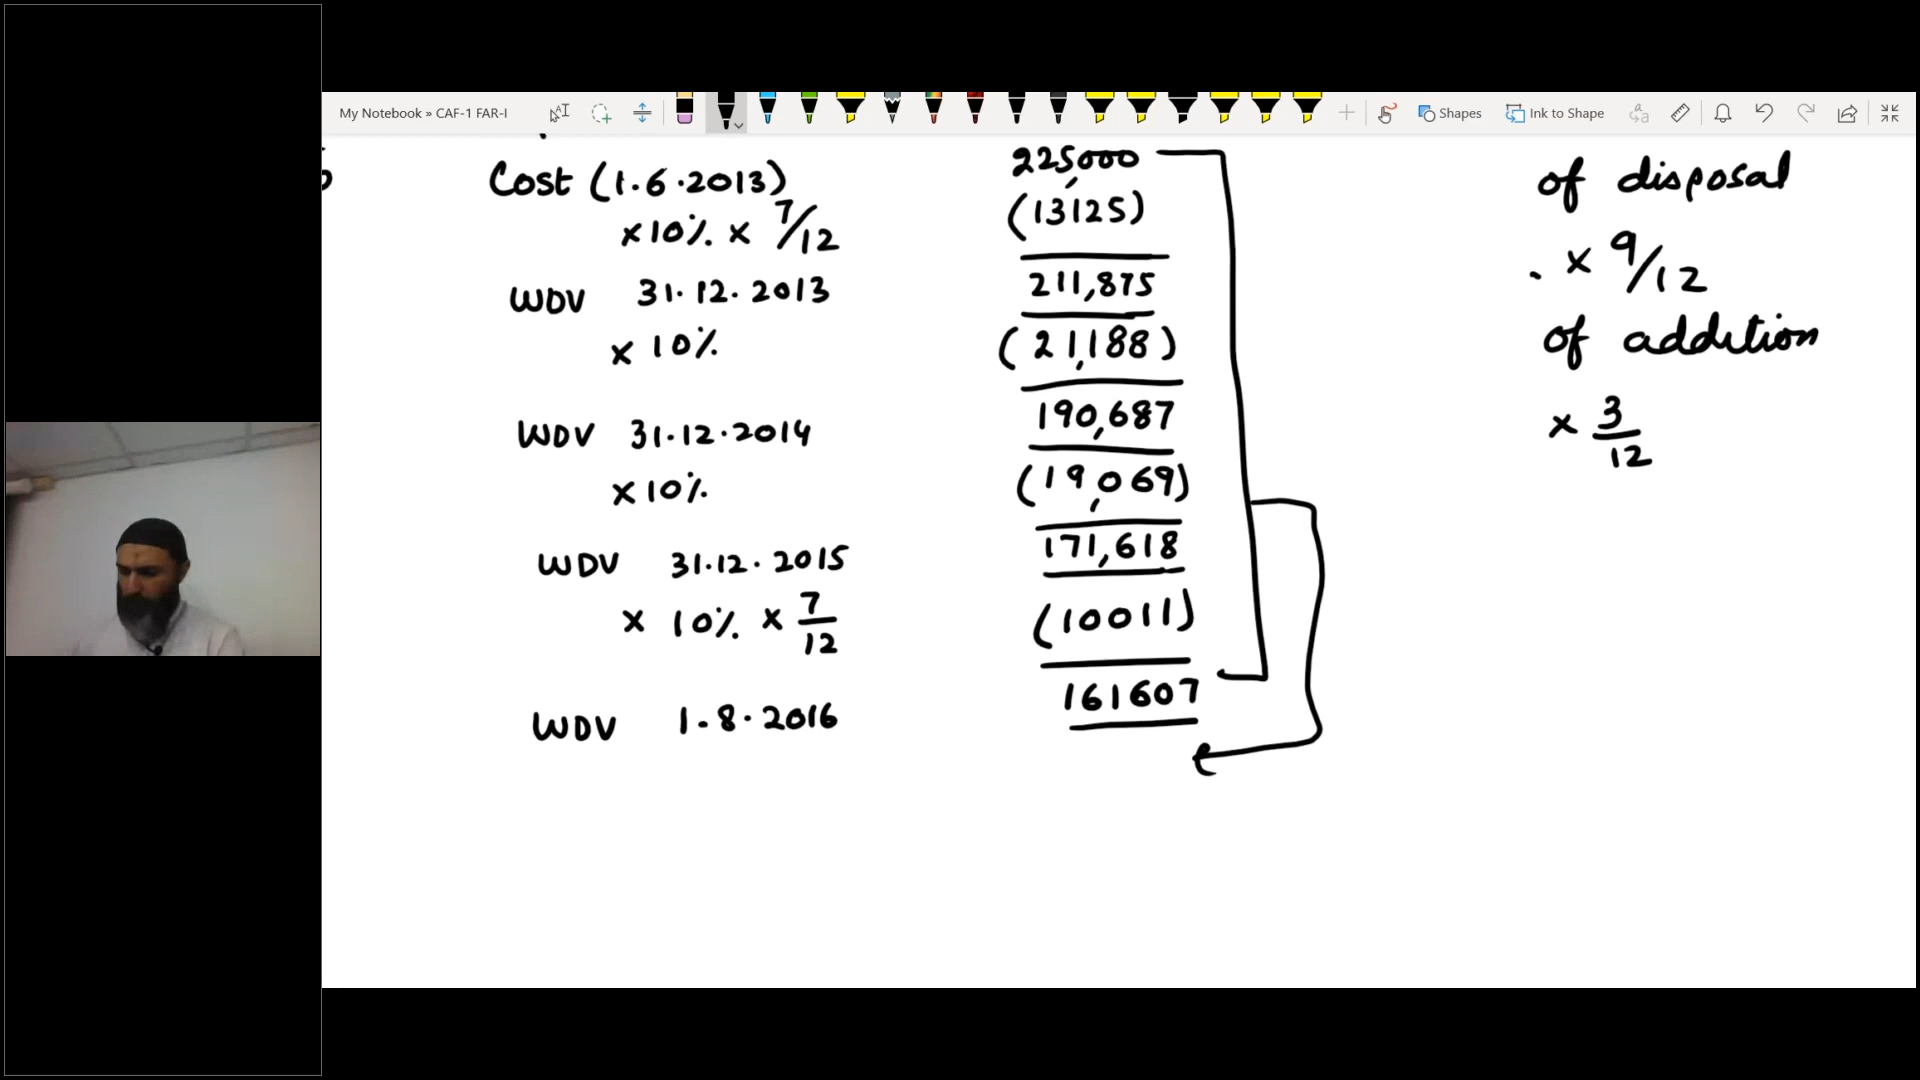 My Notebook » CAF-1 FAR-I
Shapes
Ink to Shape
Cost (1.6.2013) 225,000
×10% × 7/12 (13125)
WDV 31.12.2013 211,875
× 10% (21,188)
WDV 31.12.2014 190,687
×10% (19,069)
WDV 31.12.2015 171,618
× 10% × 7/12 (10011)
WDV 1-8.2016 161607
of disposal
× 9/12
of addition
× 3/12